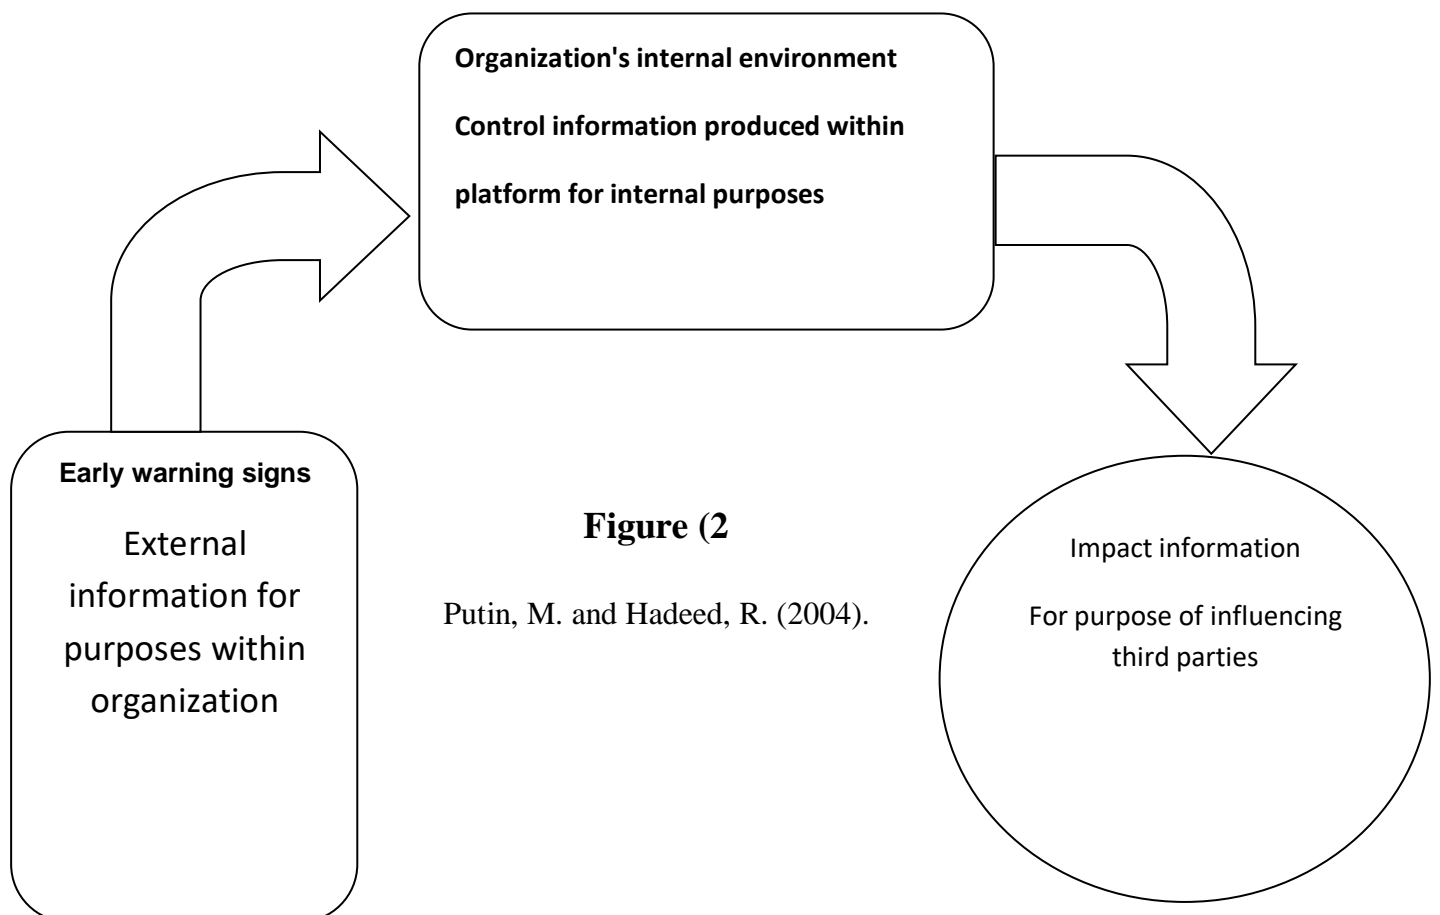 Organization's internal environment
Control information produced within
platform for internal purposes
Early warning signs
External
information for
purposes within
organization
Figure (2
Putin, M. and Hadeed, R. (2004).
Impact information
For purpose of influencing
third parties